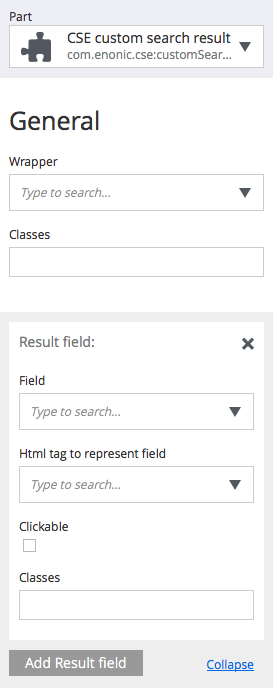 Part
CSE custom search result
com.enonic.cse:customSear...
General
Wrapper
Type to search...
Classes
Result field:
Field
Type to search...
Html tag to represent field
Type to search...
Clickable
Classes
Add Result field
Collapse